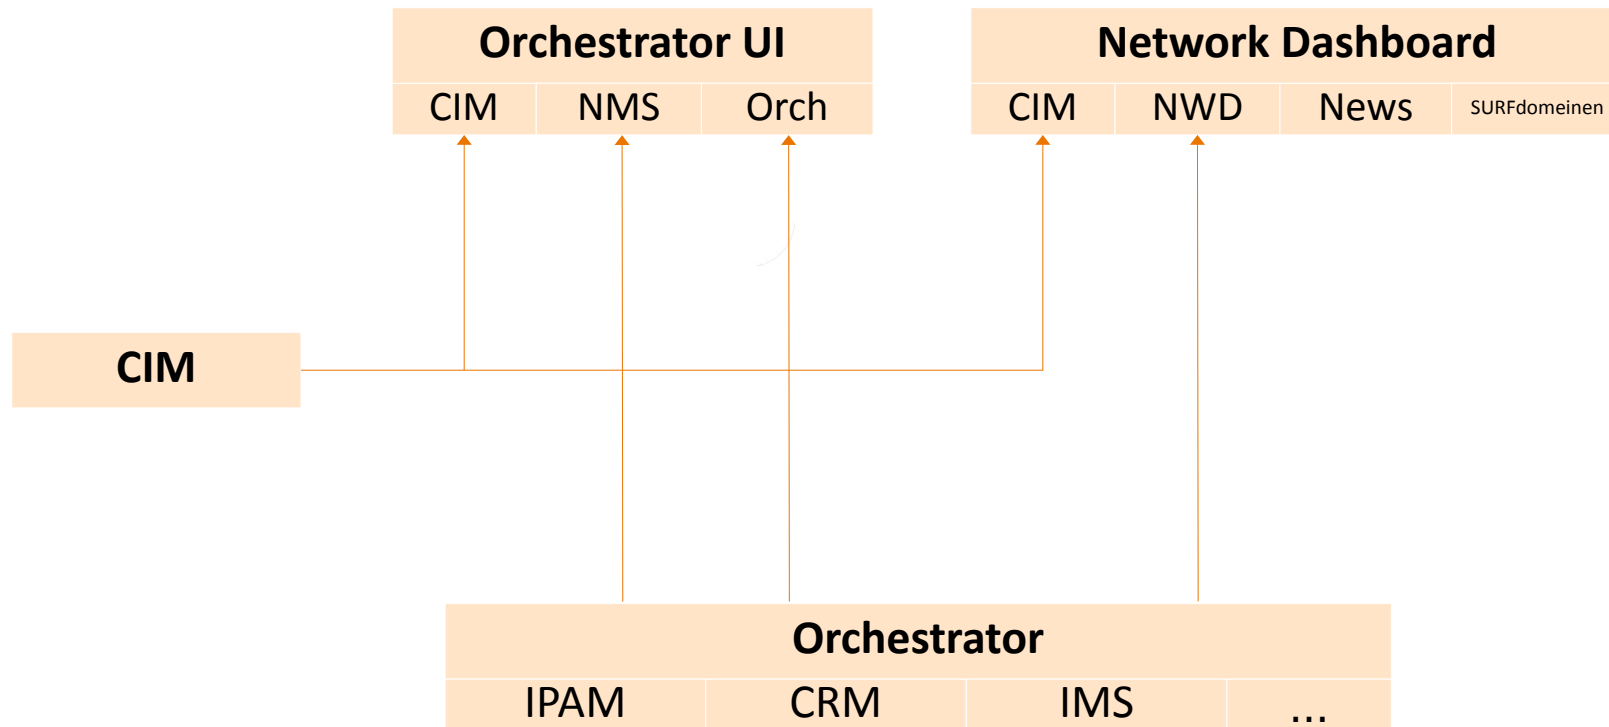 Orchestrator UI
CIM NMS Orch
Network Dashboard
CIM NWD News SURFdomeinen
CIM
Orchestrator
IPAM CRM IMS ...